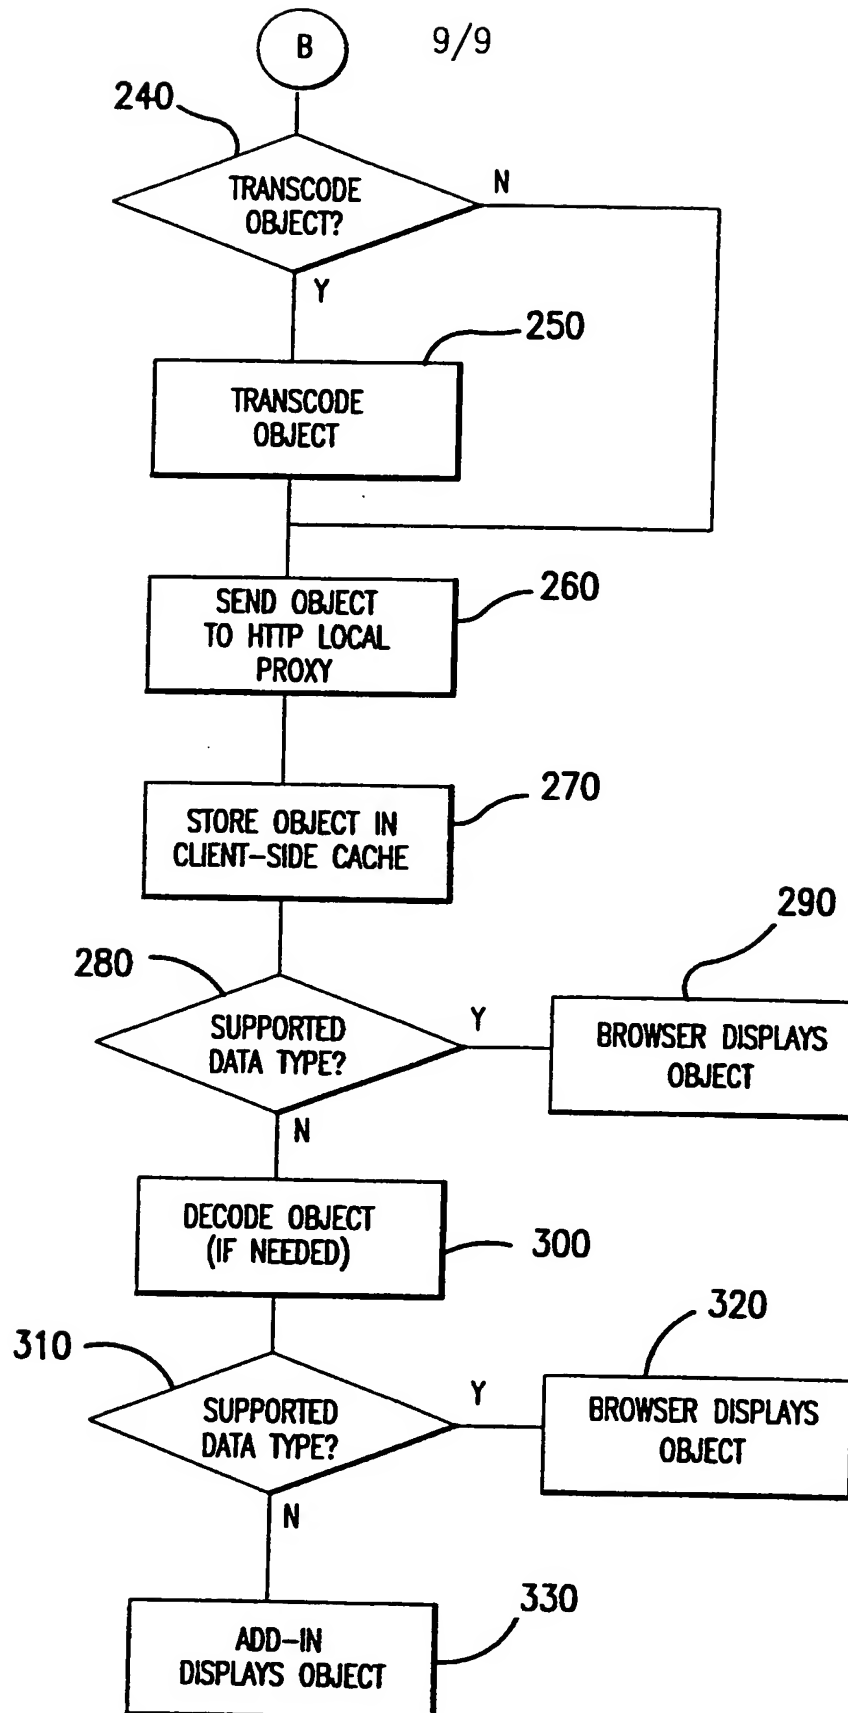 B
9/9
240
TRANSCODE
OBJECT?
N
Y
250
TRANSCODE
OBJECT
260
SEND OBJECT
TO HTTP LOCAL
PROXY
270
STORE OBJECT IN
CLIENT-SIDE CACHE
280
290
SUPPORTED
DATA TYPE?
Y
BROWSER DISPLAYS
OBJECT
N
DECODE OBJECT
(IF NEEDED)
300
310
320
SUPPORTED
DATA TYPE?
Y
BROWSER DISPLAYS
OBJECT
N
330
ADD-IN
DISPLAYS OBJECT